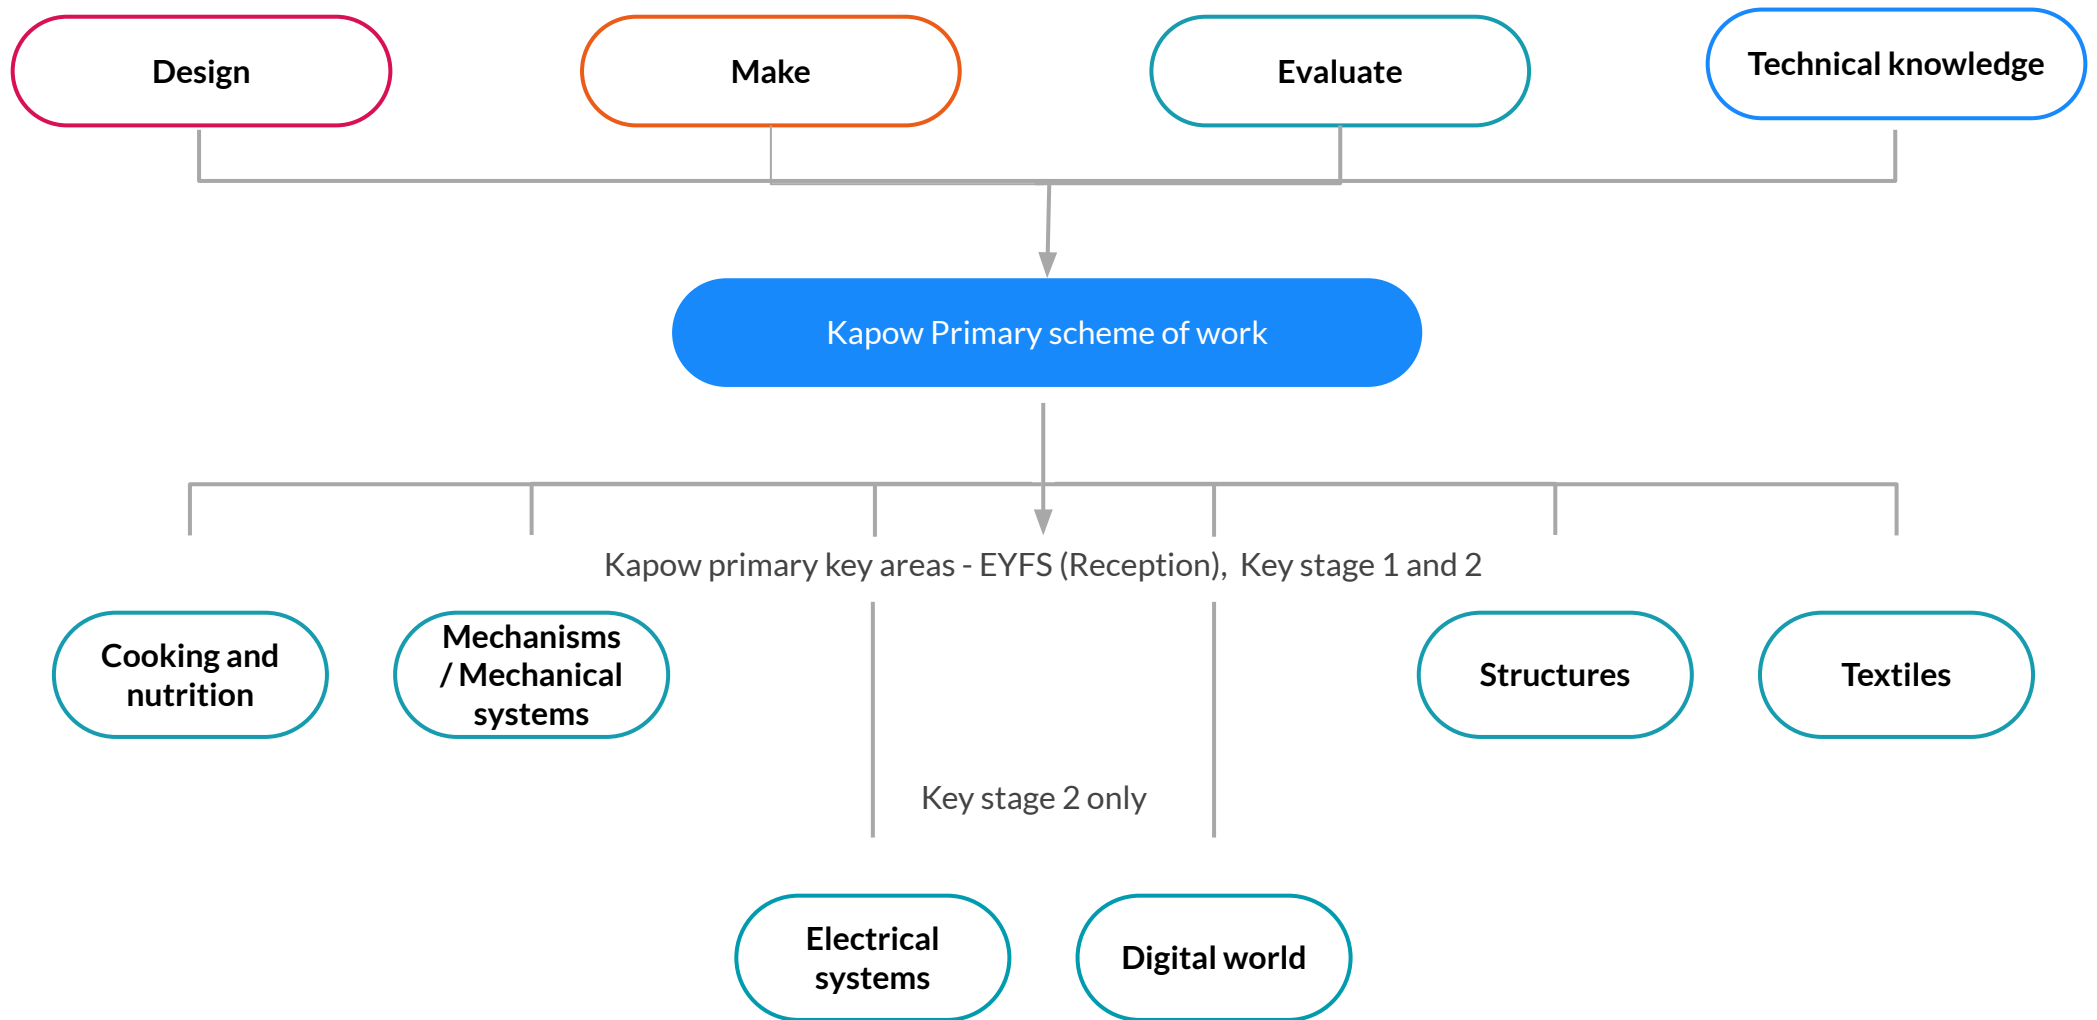 Design
Make
Evaluate
Technical knowledge
Kapow Primary scheme of work
Kapow primary key areas - EYFS (Reception), Key stage 1 and 2
Cooking and
nutrition
Mechanisms
/ Mechanical
systems
Structures
Textiles
Key stage 2 only
Electrical
systems
Digital world